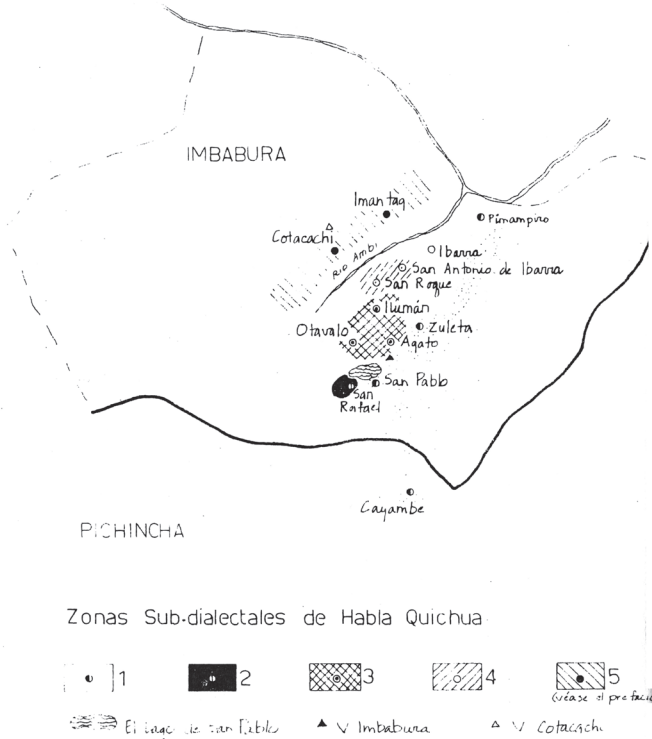 IMBABURA
Imantag
Pimampiro
Cotacachi
Rio Ambi
Ibarra
San Antonio de Ibarra
San Roque
Ilumán
Otavalo
Zuleta
Agato
San Pablo
San
Rafael
Cayambe
PICHINCHA
Zonas Sub-dialectales de Habla Quichua
1 2 3 4 5
(véase el prefacio
El Lago de San Pablo V Imbabura V Cotacachi